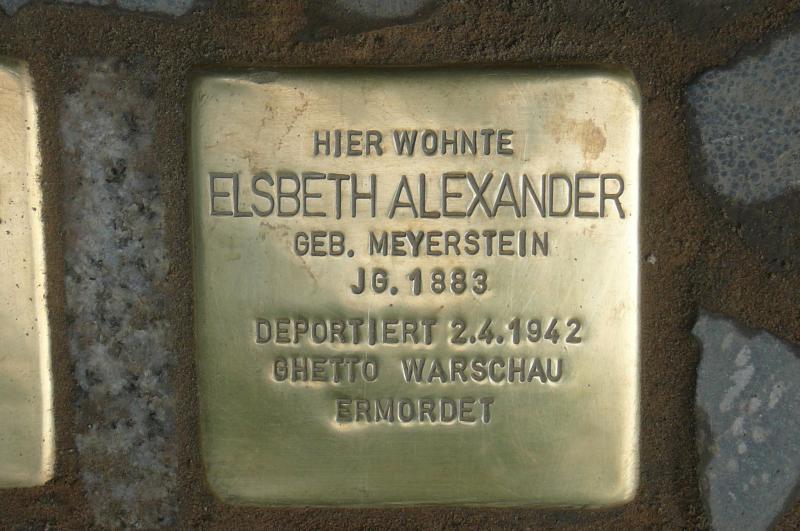 HIER WOHNTE
ELSBETH ALEXANDER
GEB. MEYERSTEIN
JG. 1883
DEPORTIERT 2.4.1942
GHETTO WARSCHAU
ERMORDET